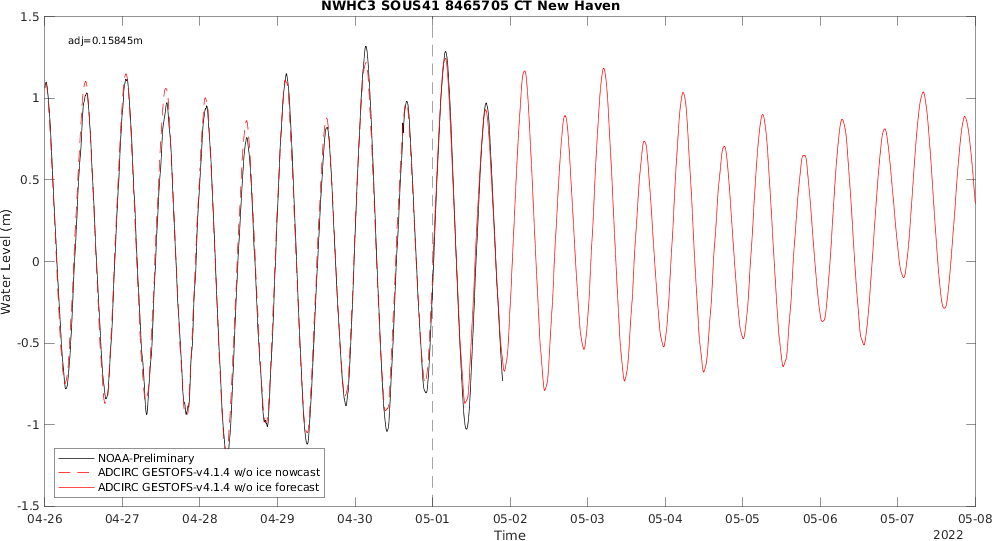 NWHC3 SOUS41 8465705 CT New Haven
adj=0.15845m
1.5
1
0.5
0
-0.5
-1
-1.5
Water Level (m)
NOAA-Preliminary
ADCIRC GESTOFS-v4.1.4 w/o ice nowcast
ADCIRC GESTOFS-v4.1.4 w/o ice forecast
04-26 04-27 04-28 04-29 04-30 05-01 05-02 05-03 05-04 05-05 05-06 05-07 05-08
Time
2022